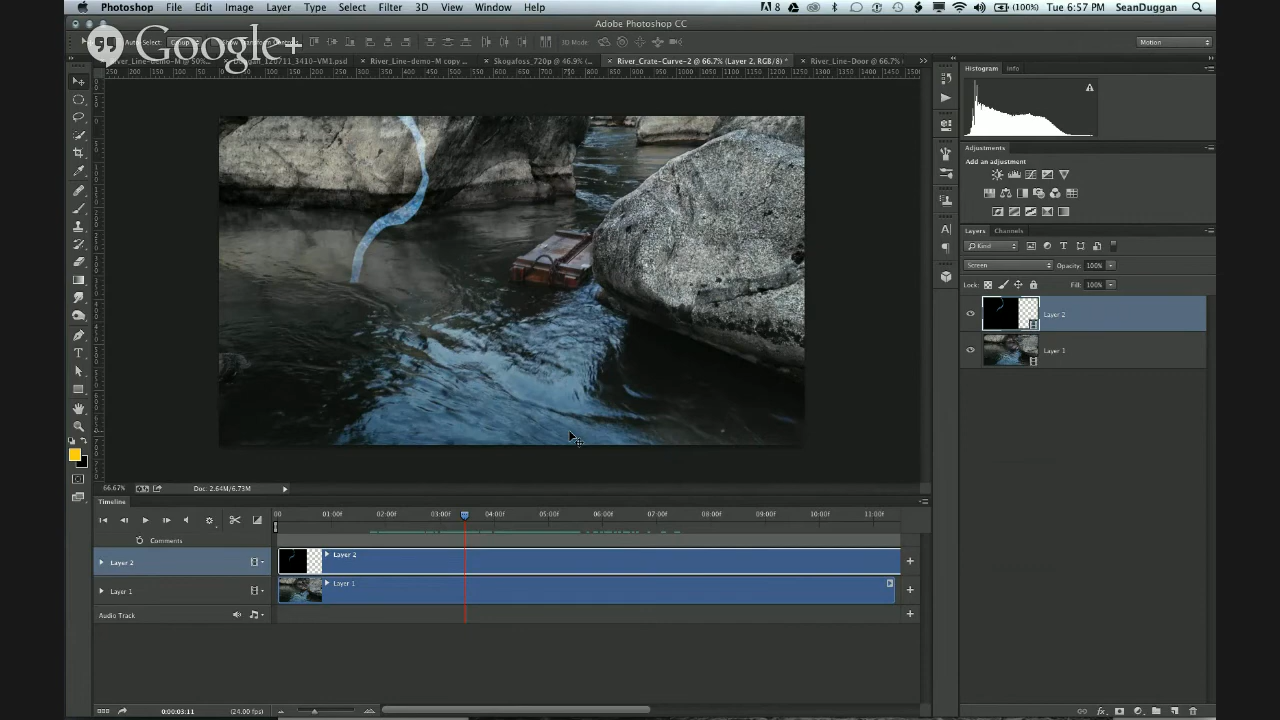 Photoshop File Edit Image Layer Type Select Filter 3D View Window Help
8 (100%) Tue 6:57 PM SeanDuggan
Adobe Photoshop CC
Google+
3D Mode:
Motion
River_Line-demo-M copy ...
Skogafoss_720p @ 46.9% (...
River_Crate-Curve-2 @ 66.7% (Layer 2, RGB/8) *
River_Line-Door @ 66.7%
Histogram Info
Adjustments
Add an adjustment
Layers Channels
Kind
Screen Opacity: 100%
Lock: Fill: 100%
Layer 2
Layer 1
66.67% Doc: 2.64M/6.73M
Timeline
00 01:00f 02:00f 03:00f 04:00f 05:00f 06:00f 07:00f 08:00f 09:00f 10:00f 11:00f
Comments
Layer 2 Layer 2
Layer 1 Layer 1
Audio Track
0:00:03:11 (24.00 fps)